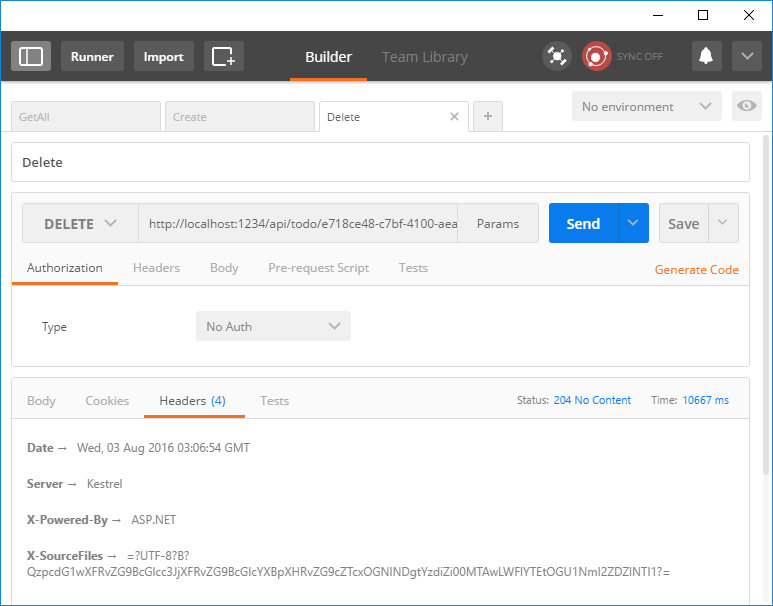 Runner
Import
Builder
Team Library
SYNC OFF
GetAll
Create
Delete
No environment
Delete
DELETE
http://localhost:1234/api/todo/e718ce48-c7bf-4100-aea
Params
Send
Save
Authorization
Headers
Body
Pre-request Script
Tests
Generate Code
Type
No Auth
Body
Cookies
Headers (4)
Tests
Status: 204 No Content
Time: 10667 ms
Date → Wed, 03 Aug 2016 03:06:54 GMT
Server → Kestrel
X-Powered-By → ASP.NET
X-SourceFiles → =?UTF-8?B?